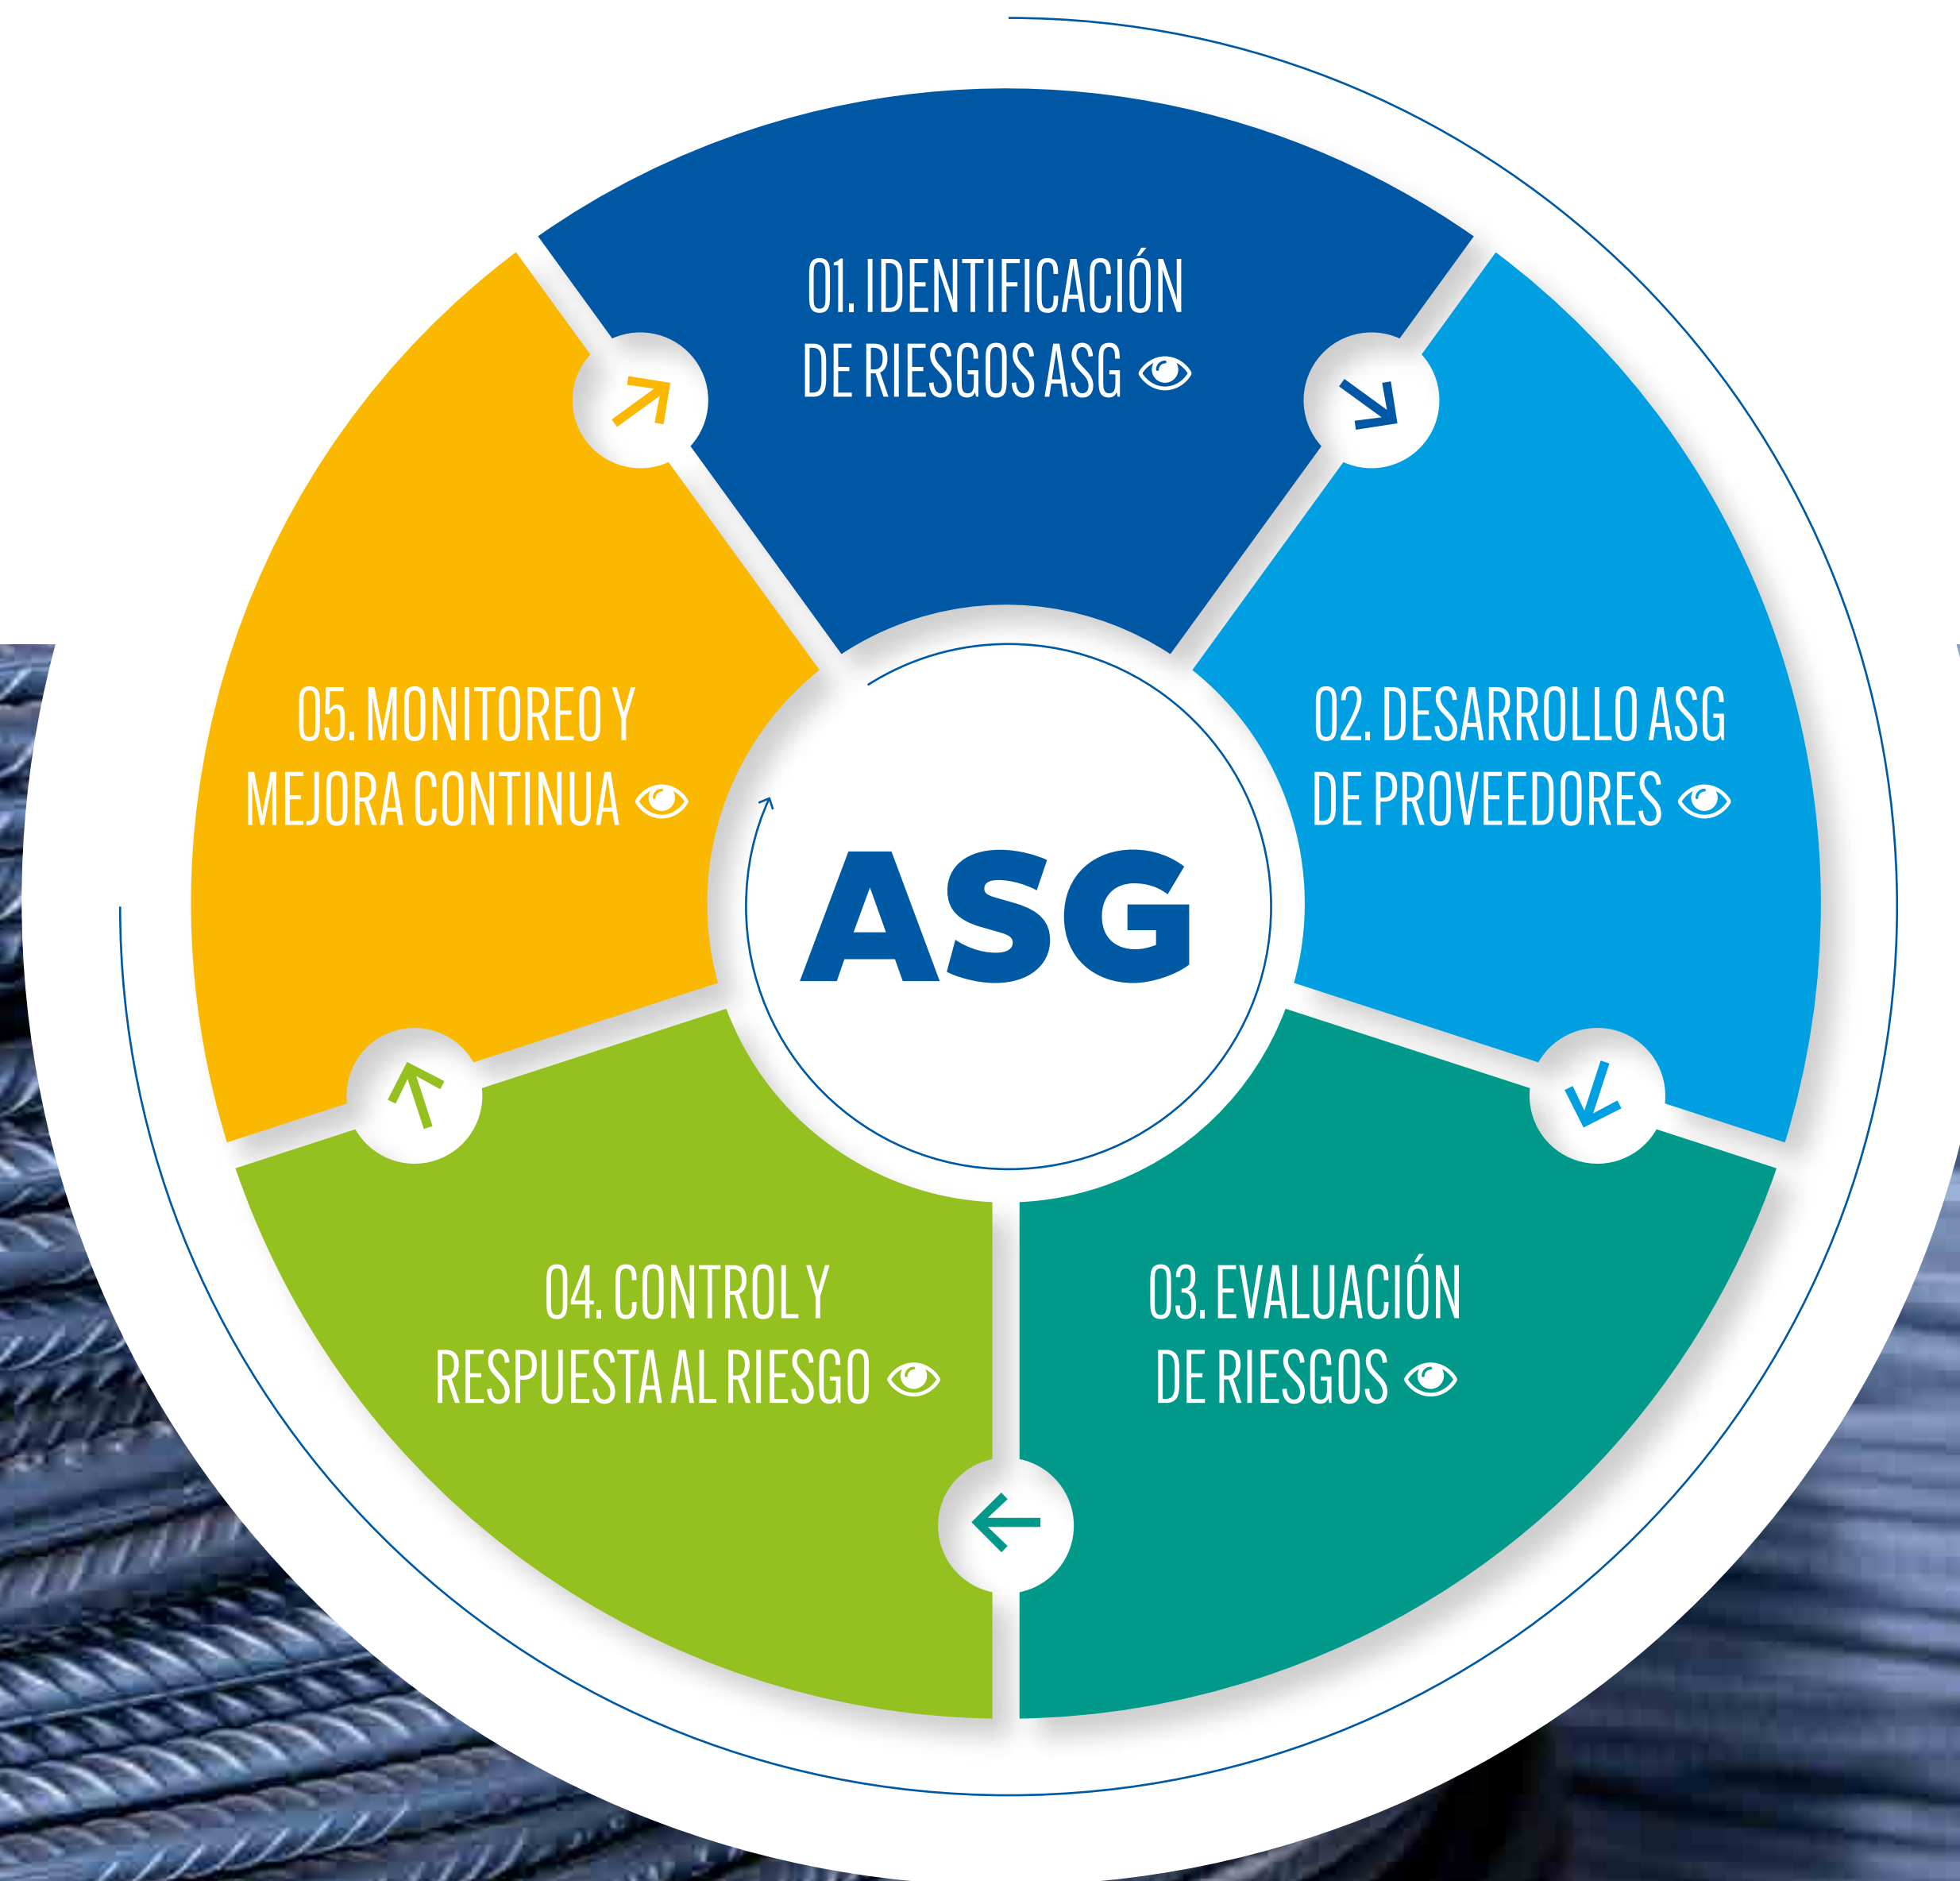 01. IDENTIFICACIÓN
DE RIESGOS ASG
02. DESARROLLO ASG
DE PROVEEDORES
03. EVALUACIÓN
DE RIESGOS
04. CONTROL Y
RESPUESTA AL RIESGO
05. MONITOREO Y
MEJORA CONTINUA
ASG